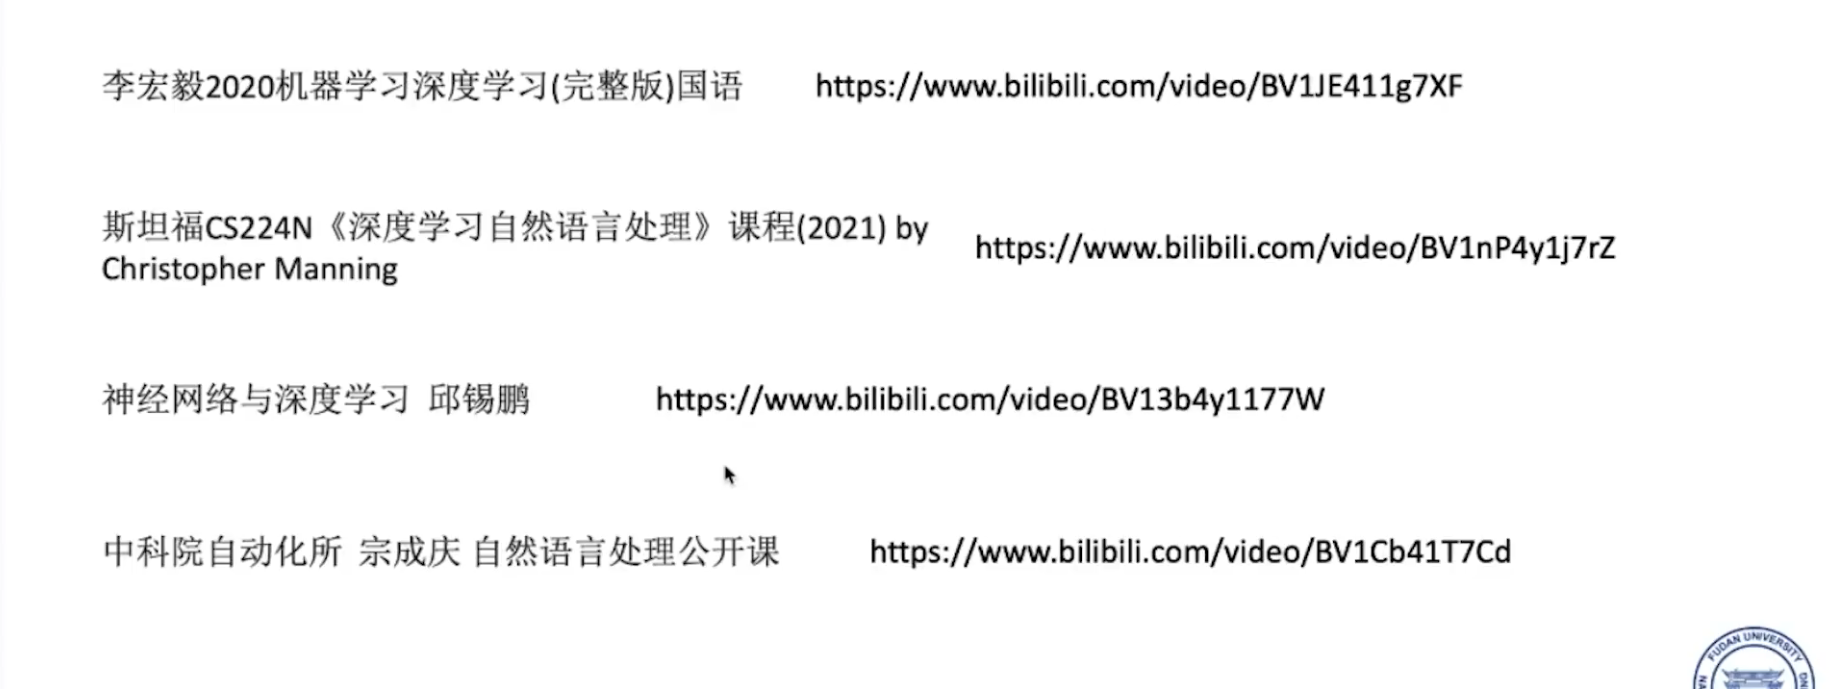 李宏毅2020机器学习深度学习(完整版)国语 https://www.bilibili.com/video/BV1JE411g7XF
斯坦福CS224N《深度学习自然语言处理》课程(2021) by
Christopher Manning
https://www.bilibili.com/video/BV1nP4y1j7rZ
神经网络与深度学习 邱锡鹏 https://www.bilibili.com/video/BV13b4y1177W
中科院自动化所 宗成庆 自然语言处理公开课 https://www.bilibili.com/video/BV1Cb41T7Cd
FUDAN UNIVERSITY